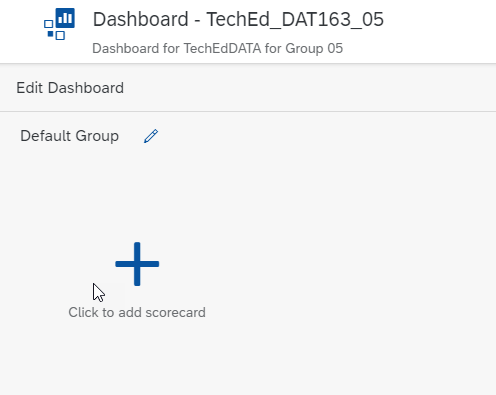 Dashboard - TechEd_DAT163_05
Dashboard for TechEdDATA for Group 05
Edit Dashboard
Default Group
Click to add scorecard